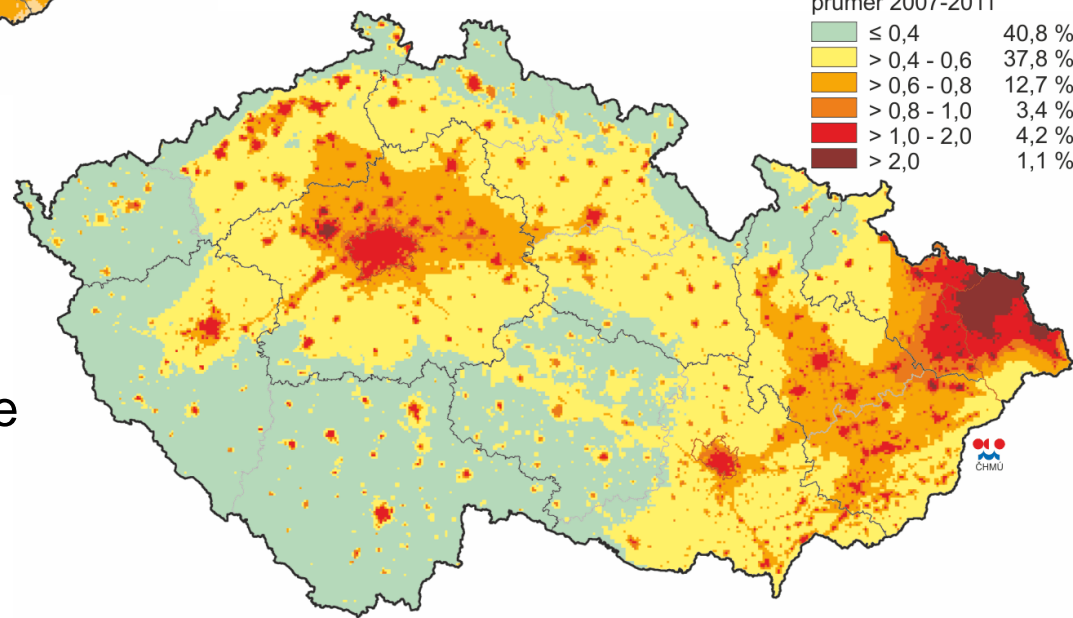 průměr 2007-2011
≤ 0,4 40,8 %
> 0,4 - 0,6 37,8 %
> 0,6 - 0,8 12,7 %
> 0,8 - 1,0 3,4 %
> 1,0 - 2,0 4,2 %
> 2,0 1,1 %
e
ČHMÚ